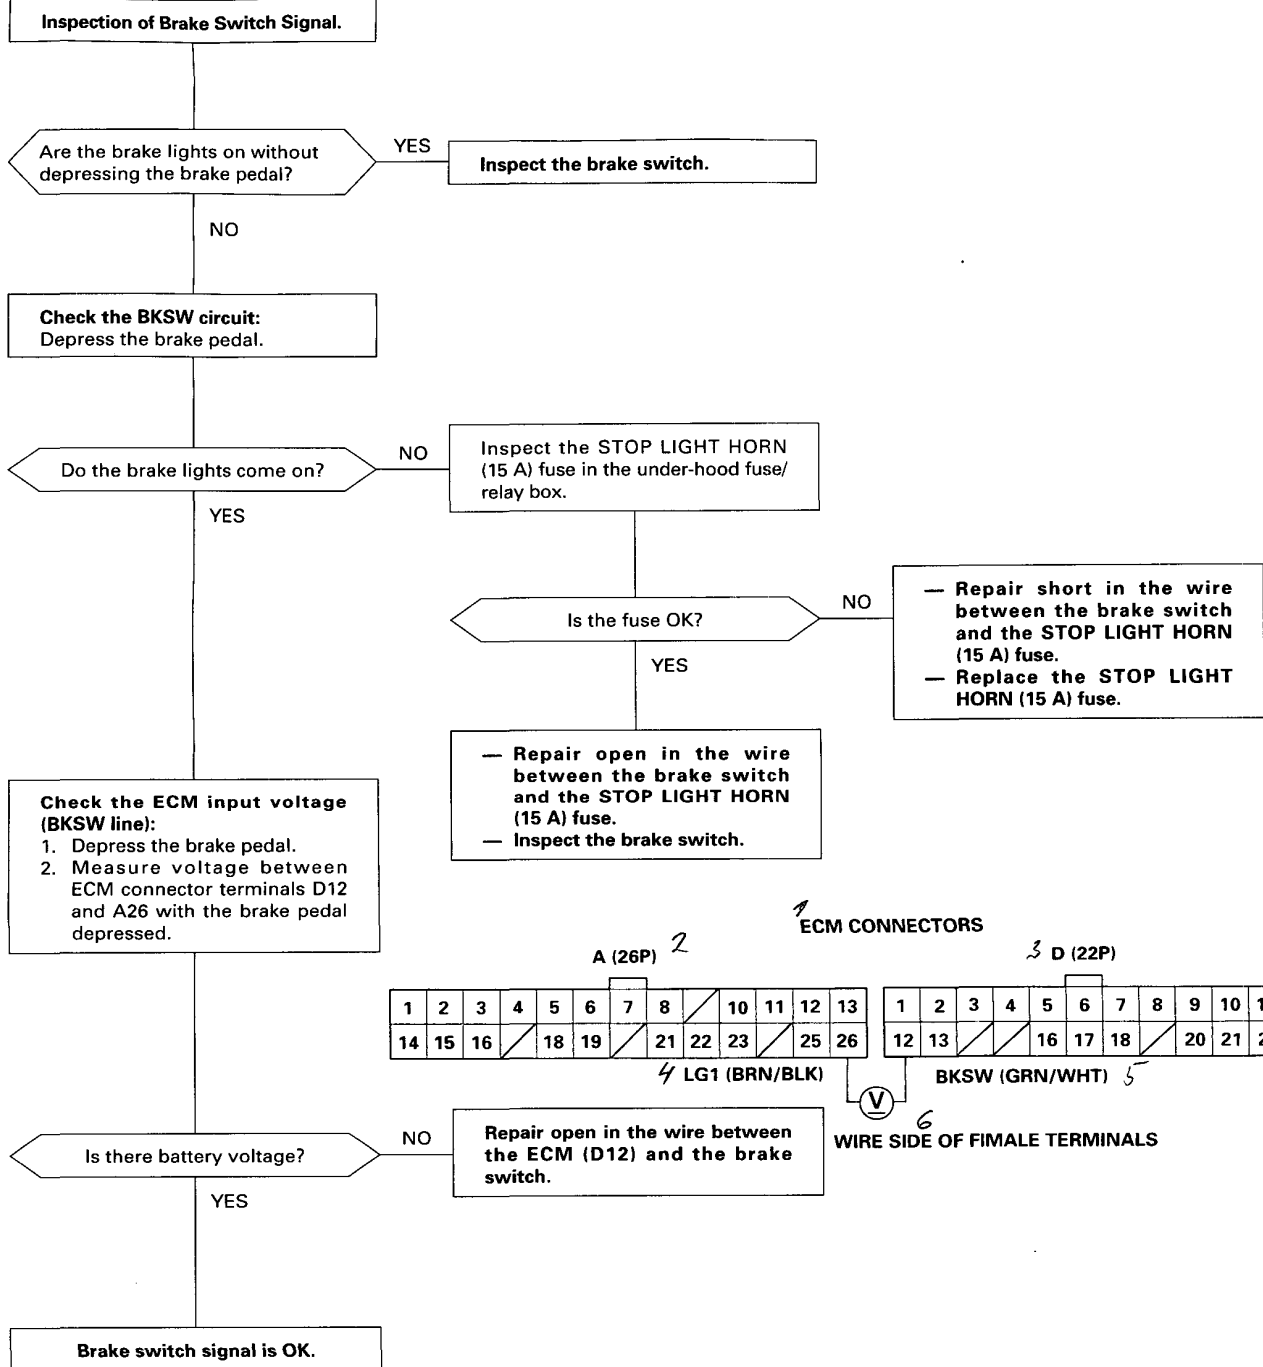 Inspection of Brake Switch Signal.
Are the brake lights on without
depressing the brake pedal?
YES
Inspect the brake switch.
NO
Check the BKSW circuit:
Depress the brake pedal.
Do the brake lights come on?
NO
Inspect the STOP LIGHT HORN
(15 A) fuse in the under-hood fuse/
relay box.
YES
Is the fuse OK?
NO
— Repair short in the wire
between the brake switch
and the STOP LIGHT HORN
(15 A) fuse.
— Replace the STOP LIGHT
HORN (15 A) fuse.
YES
— Repair open in the wire
between the brake switch
and the STOP LIGHT HORN
(15 A) fuse.
— Inspect the brake switch.
Check the ECM input voltage
(BKSW line):
1. Depress the brake pedal.
2. Measure voltage between
ECM connector terminals D12
and A26 with the brake pedal
depressed.
1 ECM CONNECTORS
A (26P) 2
3 D (22P)
1 2 3 4 5 6 7 8 10 11 12 13
14 15 16 18 19 21 22 23 25 26
1 2 3 4 5 6 7 8 9 10
12 13 16 17 18 20 21
4 LG1 (BRN/BLK)
BKSW (GRN/WHT) 5
V
6
WIRE SIDE OF FIMALE TERMINALS
Is there battery voltage?
NO
Repair open in the wire between
the ECM (D12) and the brake
switch.
YES
Brake switch signal is OK.